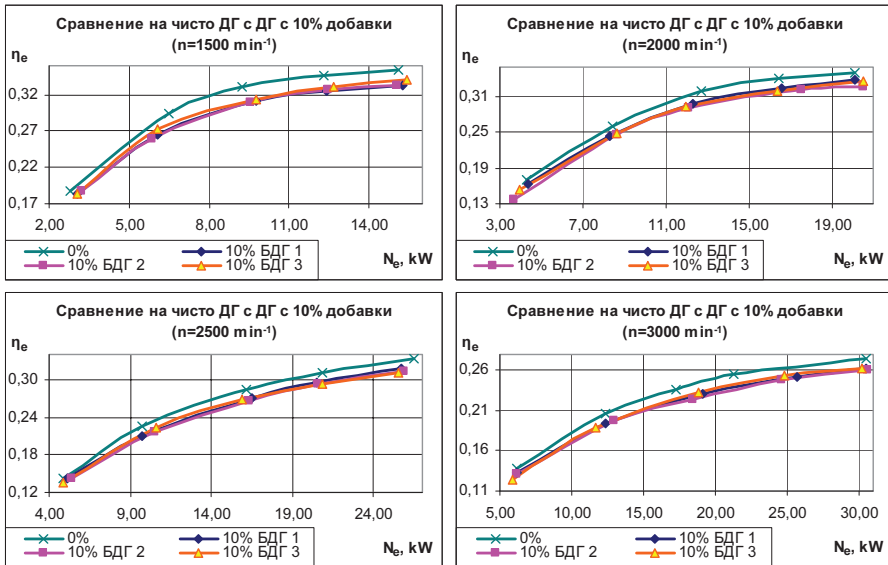 Сравнение на чисто ДГ с ДГ с 10% добавки
(n=1500 min⁻¹)
ηe
0,32
0,27
0,22
0,17
2,00 5,00 8,00 11,00 14,00
0% 10% БДГ 1 Ne, kW
10% БДГ 2 10% БДГ 3
Сравнение на чисто ДГ с ДГ с 10% добавки
(n=2000 min⁻¹)
ηe
0,31
0,25
0,19
0,13
3,00 7,00 11,00 15,00 19,00
0% 10% БДГ 1 Ne, kW
10% БДГ 2 10% БДГ 3
Сравнение на чисто ДГ с ДГ с 10% добавки
(n=2500 min⁻¹)
ηe
0,30
0,24
0,18
0,12
4,00 9,00 14,00 19,00 24,00
0% 10% БДГ 1 Ne, kW
10% БДГ 2 10% БДГ 3
Сравнение на чисто ДГ с ДГ с 10% добавки
(n=3000 min⁻¹)
ηe
0,26
0,21
0,16
0,11
5,00 10,00 15,00 20,00 25,00 30,00
0% 10% БДГ 1 Ne, kW
10% БДГ 2 10% БДГ 3